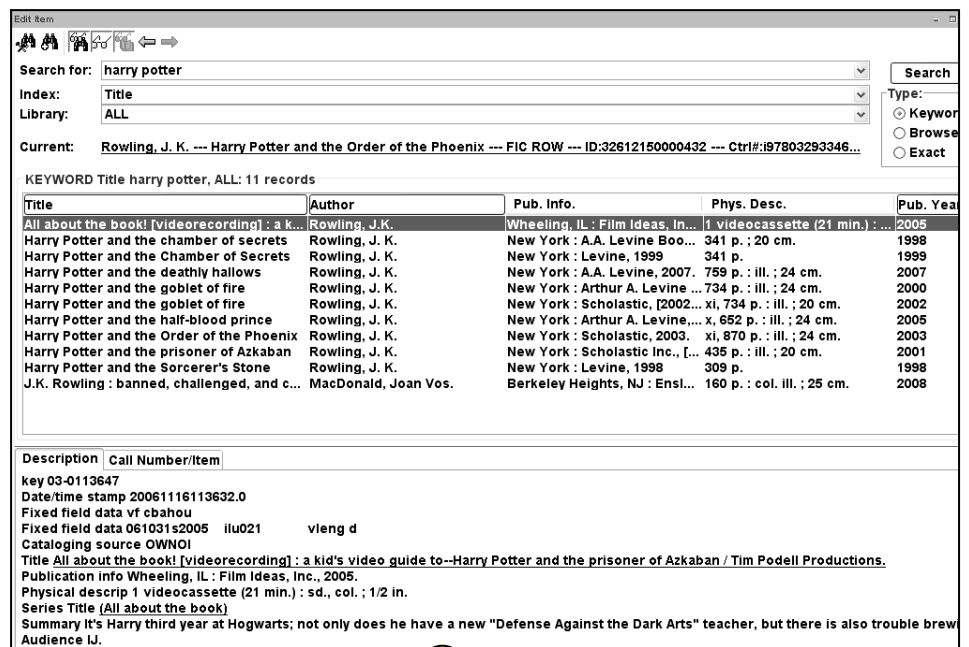 Edit Item
Search for: harry potter Search
Index: Title Type:
Library: ALL Keywor
Browse
Current: Rowling, J. K. --- Harry Potter and the Order of the Phoenix --- FIC ROW --- ID:32612150000432 --- Ctrl#:i97803293346... Exact
KEYWORD Title harry potter, ALL: 11 records
Title Author Pub. Info. Phys. Desc. Pub. Year
All about the book! [videorecording] : a k... Rowling, J.K. Wheeling, IL : Film Ideas, In... 1 videocassette (21 min.) : ... 2005
Harry Potter and the chamber of secrets Rowling, J. K. New York : A.A. Levine Boo... 341 p. ; 20 cm. 1998
Harry Potter and the Chamber of Secrets Rowling, J. K. New York : Levine, 1999 341 p. 1999
Harry Potter and the deathly hallows Rowling, J. K. New York : A.A. Levine, 2007. 759 p. : ill. ; 24 cm. 2007
Harry Potter and the goblet of fire Rowling, J. K. New York : Arthur A. Levine ... 734 p. : ill. ; 24 cm. 2000
Harry Potter and the goblet of fire Rowling, J. K. New York : Scholastic, [2002... xi, 734 p. : ill. ; 20 cm. 2002
Harry Potter and the half-blood prince Rowling, J. K. New York : Arthur A. Levine,... x, 652 p. : ill. ; 24 cm. 2005
Harry Potter and the Order of the Phoenix Rowling, J. K. New York : Scholastic, 2003. xi, 870 p. : ill. ; 24 cm. 2003
Harry Potter and the prisoner of Azkaban Rowling, J. K. New York : Scholastic Inc., [... 435 p. : ill. ; 20 cm. 2001
Harry Potter and the Sorcerer's Stone Rowling, J. K. New York : Levine, 1998 309 p. 1998
J.K. Rowling : banned, challenged, and c... MacDonald, Joan Vos. Berkeley Heights, NJ : Ensl... 160 p. : col. ill. ; 25 cm. 2008
Description Call Number/Item
key 03-0113647
Date/time stamp 20061116113632.0
Fixed field data vf cbahou
Fixed field data 061031s2005 ilu021 vleng d
Cataloging source OWNOI
Title All about the book! [videorecording] : a kid's video guide to--Harry Potter and the prisoner of Azkaban / Tim Podell Productions.
Publication info Wheeling, IL : Film Ideas, Inc., 2005.
Physical descrip 1 videocassette (21 min.) : sd., col. ; 1/2 in.
Series Title (All about the book)
Summary It's Harry third year at Hogwarts; not only does he have a new "Defense Against the Dark Arts" teacher, but there is also trouble brewi
Audience IJ.